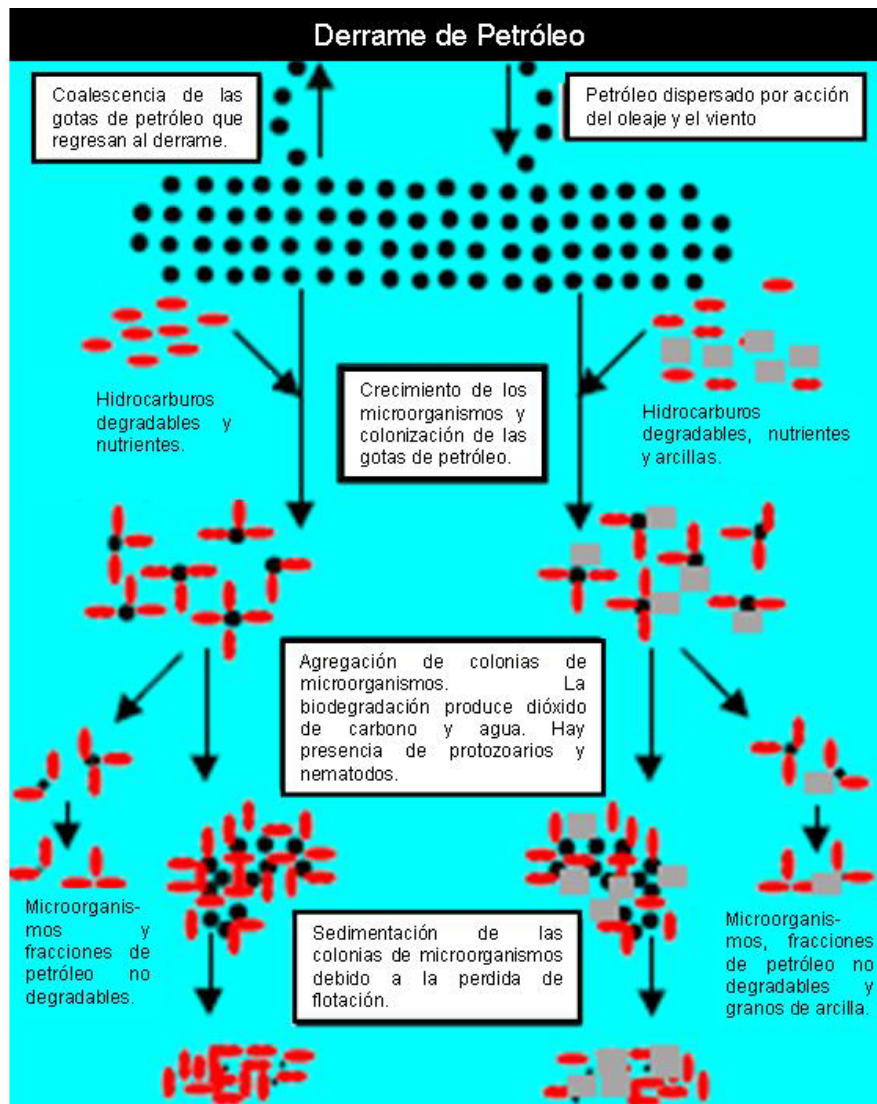 Derrame de Petróleo
Coalescencia de las
gotas de petróleo que
regresan al derrame.
Petróleo dispersado por acción
del oleaje y el viento
Hidrocarburos
degradables y
nutrientes.
Crecimiento de los
microorganismos y
colonización de las
gotas de petróleo.
Hidrocarburos
degradables, nutrientes
y arcillas.
Agregación de colonias de
microorganismos. La
biodegradación produce dióxido
de carbono y agua. Hay
presencia de protozoarios y
nematodos.
Microorganis-
mos y
fracciones de
petróleo no
degradables.
Sedimentación de las
colonias de microorganismos
debido a la perdida de
flotación.
Microorganis-
mos, fracciones
de petróleo no
degradables y
granos de arcilla.